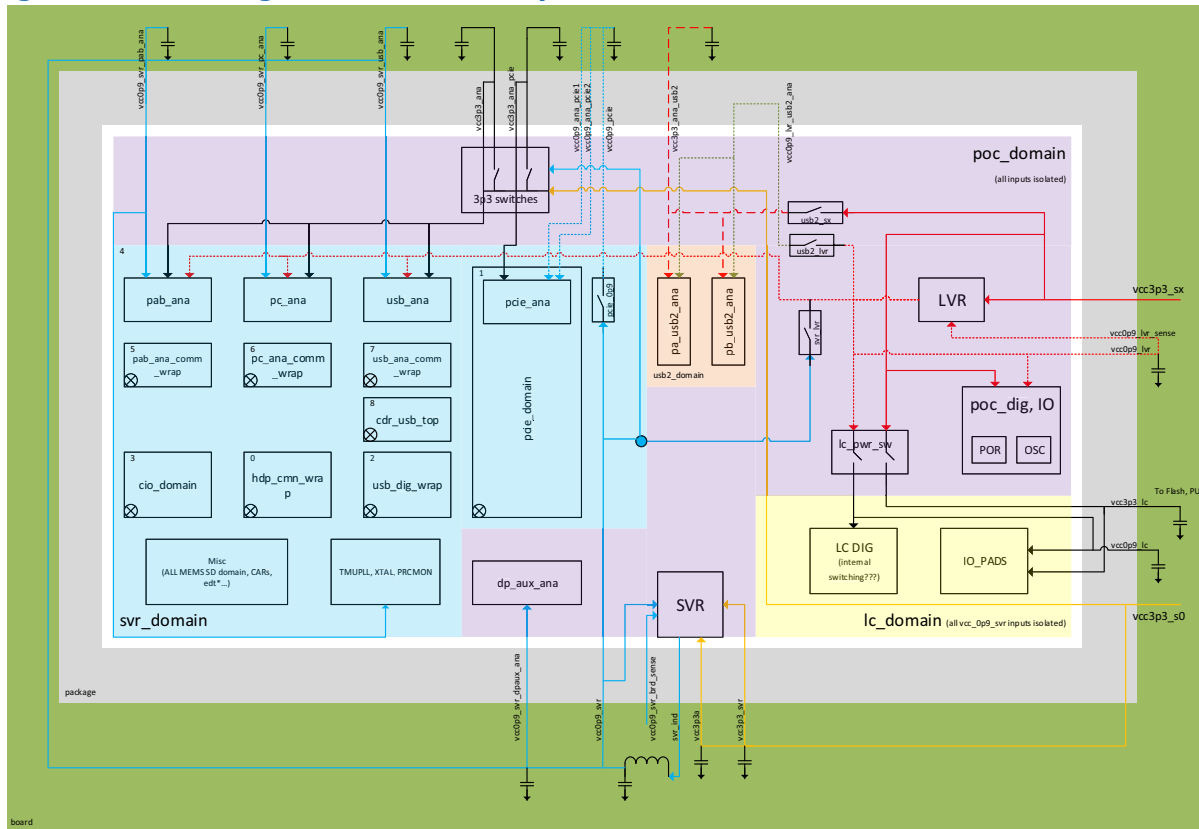 vcc0p9_svr_pab_ana
vcc0p9_svr_pc_ana
vcc0p9_svr_usb_ana
vcc3p3_ana
vcc3p3_ana_pcie
vcc0p9_ana_pcie1
vcc0p9_ana_pcie2
vcc0p9_pcie
vcc3p3_ana_usb2
vcc0p9_lvr_usb2_ana
poc_domain
(all inputs isolated)
3p3 switches
usb2_sx
usb2_lvr
4
pab_ana
pc_ana
usb_ana
1
pcie_ana
pcie_0p9
pa_usb2_ana
pb_usb2_ana
usb2_domain
svr_lvr
LVR
vcc3p3_sx
vcc0p9_lvr_sense
vcc0p9_lvr
5
pab_ana_comm
_wrap
6
pc_ana_comm
_wrap
7
usb_ana_comm
_wrap
8
cdr_usb_top
pcie_domain
poc_dig, IO
POR
OSC
lc_pwr_sw
3
cio_domain
0
hdp_cmn_wra
p
2
usb_dig_wrap
To Flash, PU
vcc3p3_lc
vcc0p9_lc
Misc
(ALL MEMS SD domain, CARs,
edt*...)
TMUPLL, XTAL, PRCMON
dp_aux_ana
SVR
LC DIG
(internal
switching???)
IO_PADS
svr_domain
lc_domain (all vcc_0p9_svr inputs isolated)
vcc3p3_s0
package
vcc0p9_svr_dpaux_ana
vcc0p9_svr
vcc0p9_svr_brd_sense
svr_ind
vcc3p3a
vcc3p3_svr
board